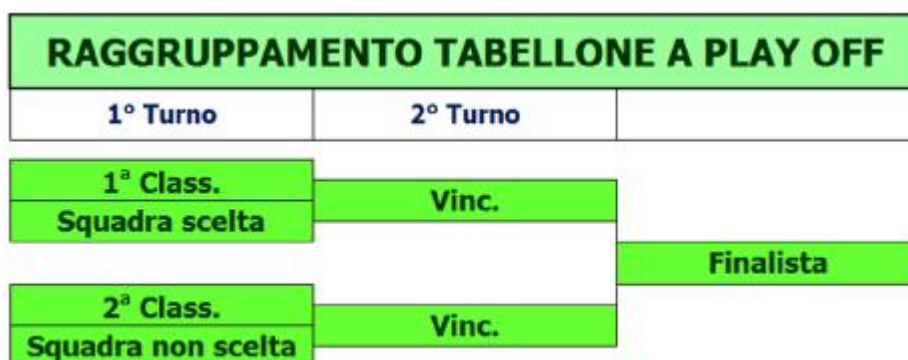 RAGGRUPPAMENTO TABELLONE A PLAY OFF
1° Turno
2° Turno
1ª Class.
Squadra scelta
Vinc.
Finalista
2ª Class.
Squadra non scelta
Vinc.